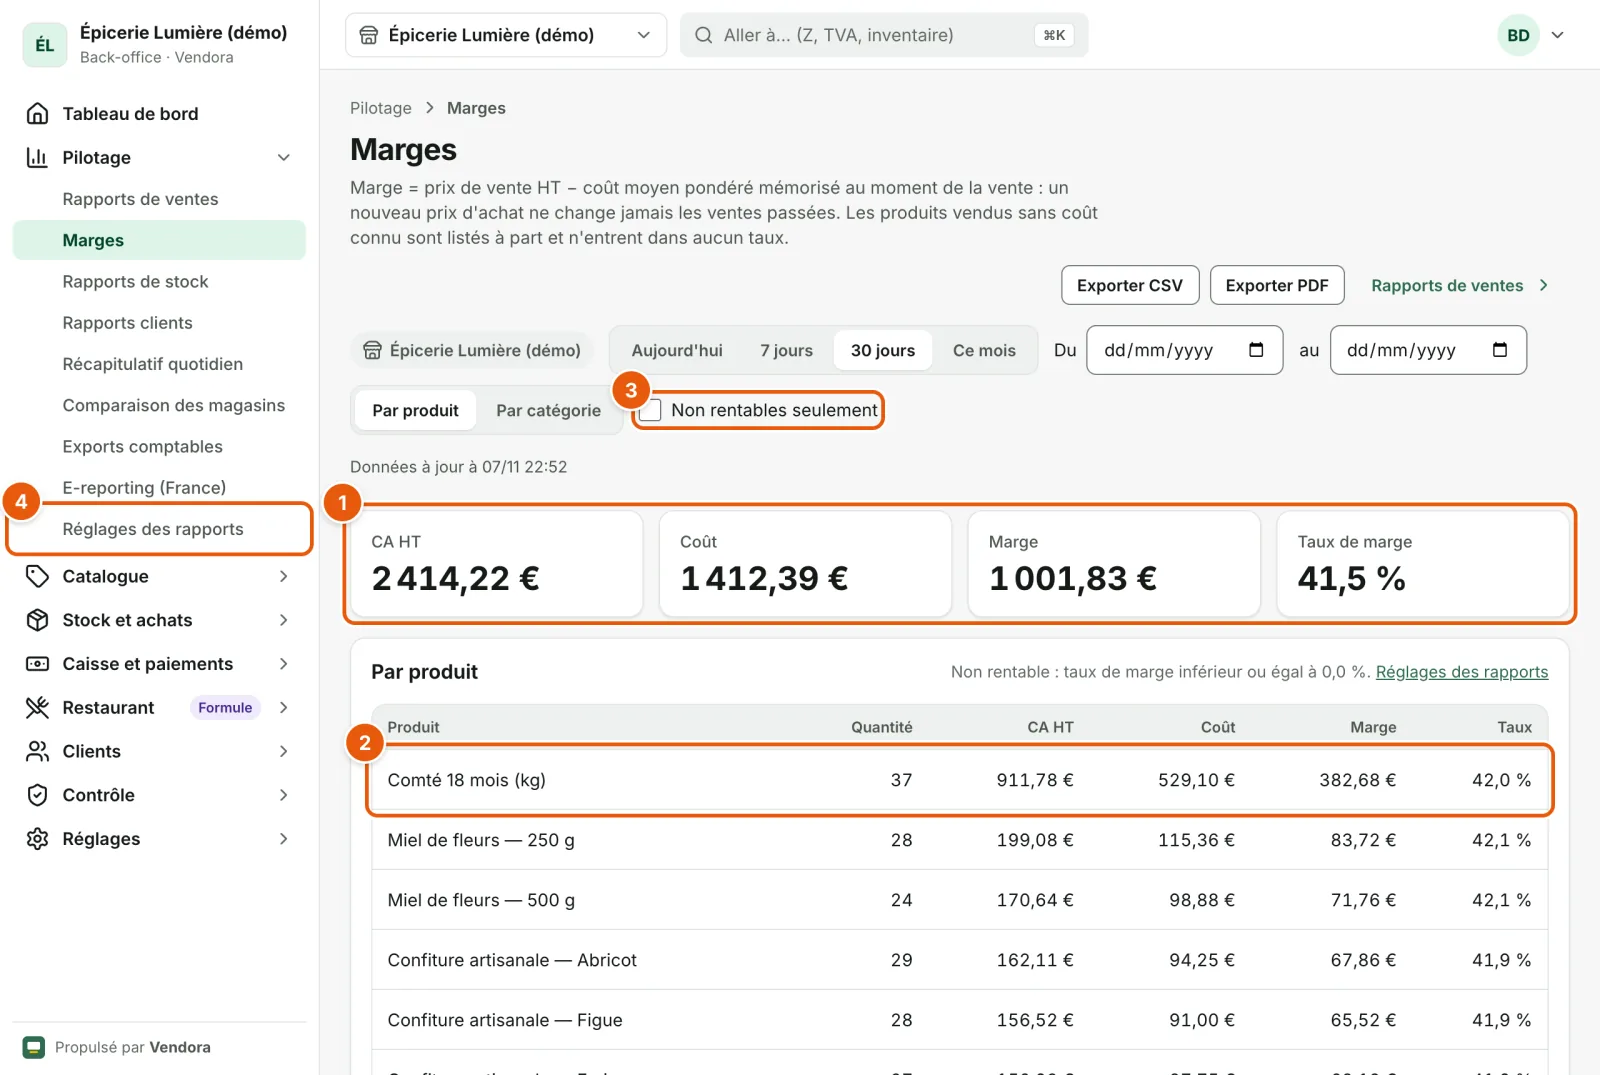 ÉL
Épicerie Lumière (démo)
Back-office · Vendora
Tableau de bord
Pilotage
Rapports de ventes
Marges
Rapports de stock
Rapports clients
Récapitulatif quotidien
Comparaison des magasins
Exports comptables
E-reporting (France)
4
Réglages des rapports
Catalogue
Stock et achats
Caisse et paiements
Restaurant Formule
Clients
Contrôle
Réglages
Propulsé par Vendora
Épicerie Lumière (démo)
Aller à... (Z, TVA, inventaire) ⌘K
BD
Pilotage > Marges
Marges
Marge = prix de vente HT − coût moyen pondéré mémorisé au moment de la vente : un
nouveau prix d'achat ne change jamais les ventes passées. Les produits vendus sans coût
connu sont listés à part et n'entrent dans aucun taux.
Exporter CSV Exporter PDF Rapports de ventes
Épicerie Lumière (démo) Aujourd'hui 7 jours 30 jours Ce mois Du dd/mm/yyyy au dd/mm/yyyy
3
Par produit Par catégorie Non rentables seulement
Données à jour à 07/11 22:52
1
CA HT Coût Marge Taux de marge
2 414,22 € 1 412,39 € 1 001,83 € 41,5 %
Par produit Non rentable : taux de marge inférieur ou égal à 0,0 %. Réglages des rapports
Produit Quantité CA HT Coût Marge Taux
2
Comté 18 mois (kg) 37 911,78 € 529,10 € 382,68 € 42,0 %
Miel de fleurs — 250 g 28 199,08 € 115,36 € 83,72 € 42,1 %
Miel de fleurs — 500 g 24 170,64 € 98,88 € 71,76 € 42,1 %
Confiture artisanale — Abricot 29 162,11 € 94,25 € 67,86 € 41,9 %
Confiture artisanale — Figue 28 156,52 € 91,00 € 65,52 € 41,9 %